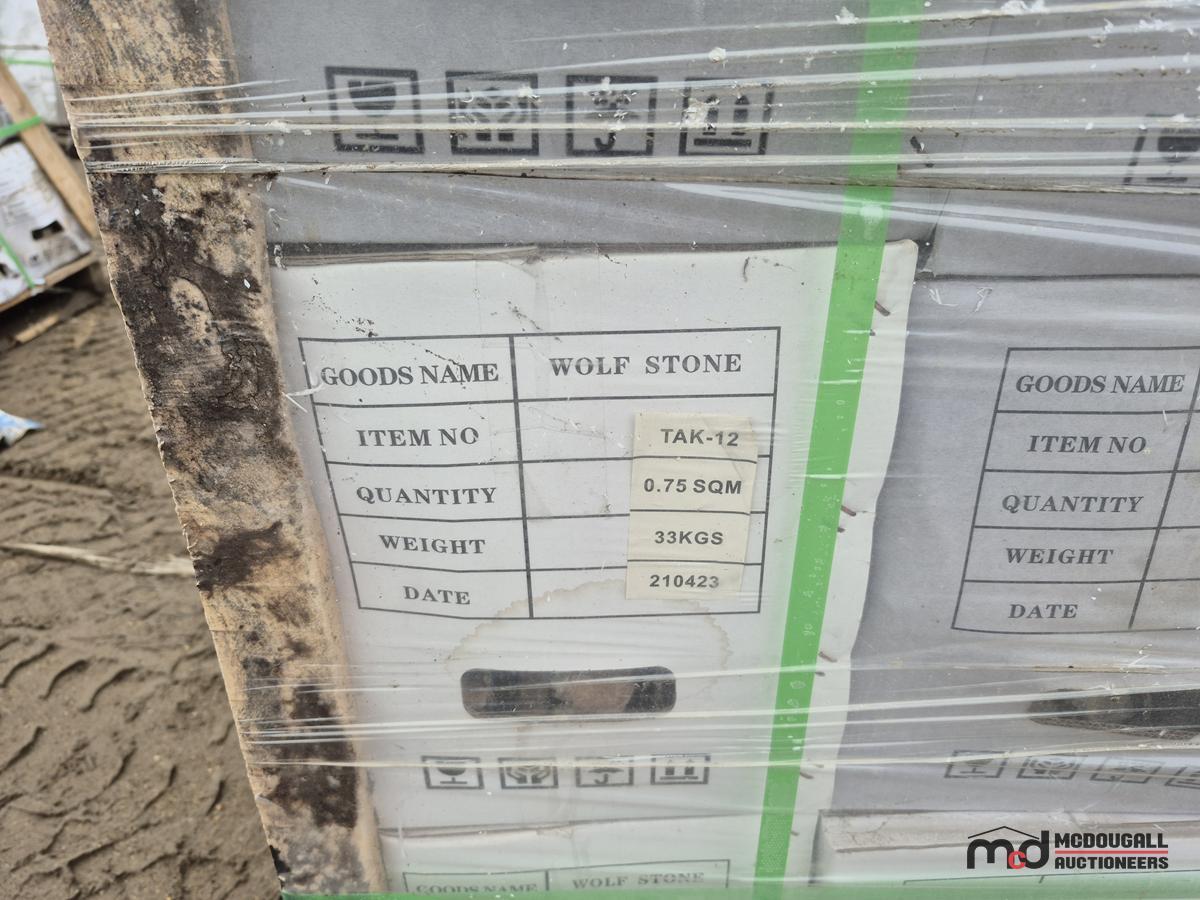 GOODS NAME WOLF STONE
ITEM NO TAK-12
QUANTITY 0.75 SQM
WEIGHT 33KGS
DATE 210423
GOODS NAME
ITEM NO
QUANTITY
WEIGHT
DATE
GOODS NAME WOLF STONE
mcd MCDOUGALL
AUCTIONEERS